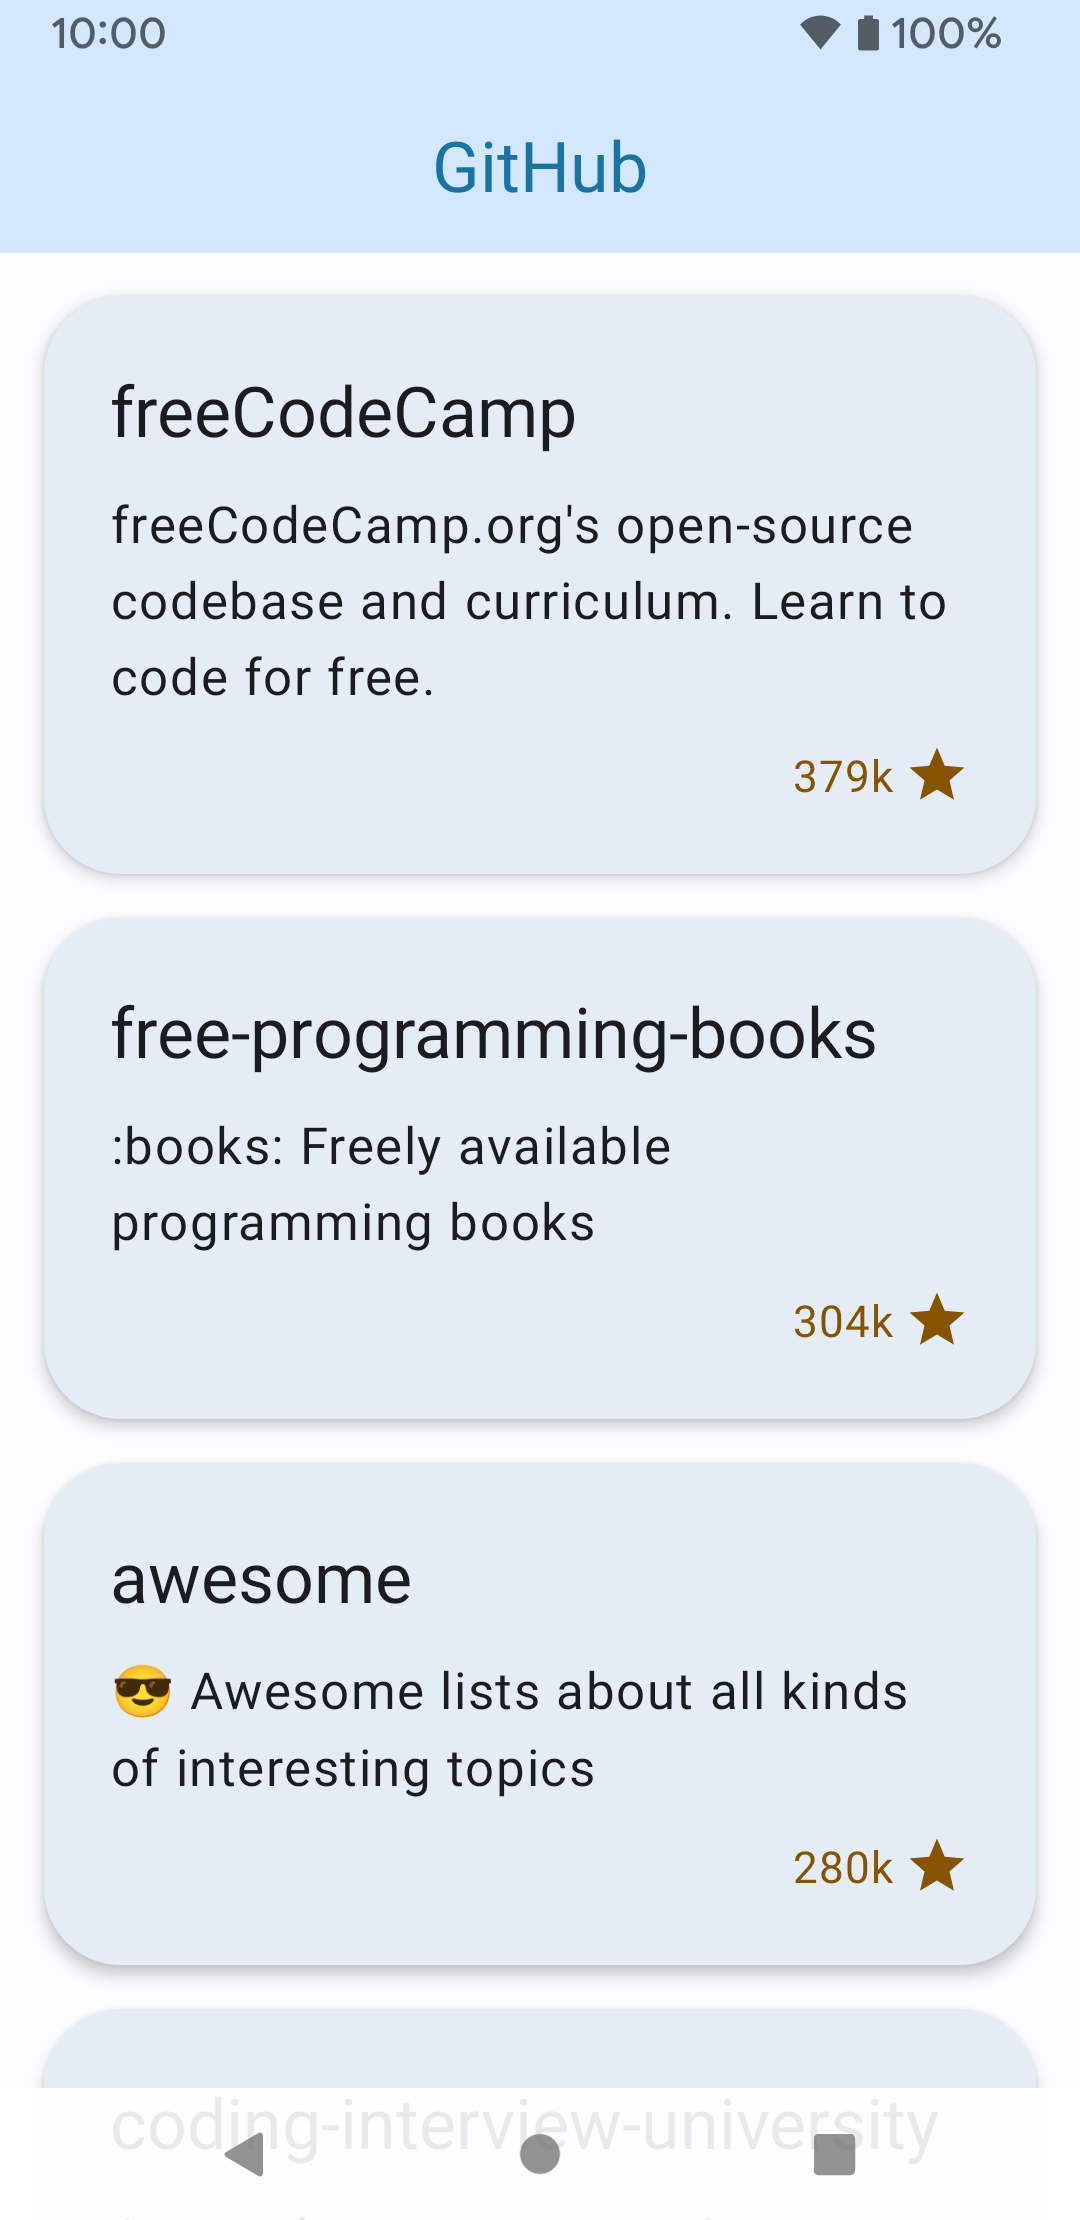 10:00
100%
GitHub
freeCodeCamp
freeCodeCamp.org's open-source
codebase and curriculum. Learn to
code for free.
379k
free-programming-books
:books: Freely available
programming books
304k
awesome
😎 Awesome lists about all kinds
of interesting topics
280k
coding-interview-university